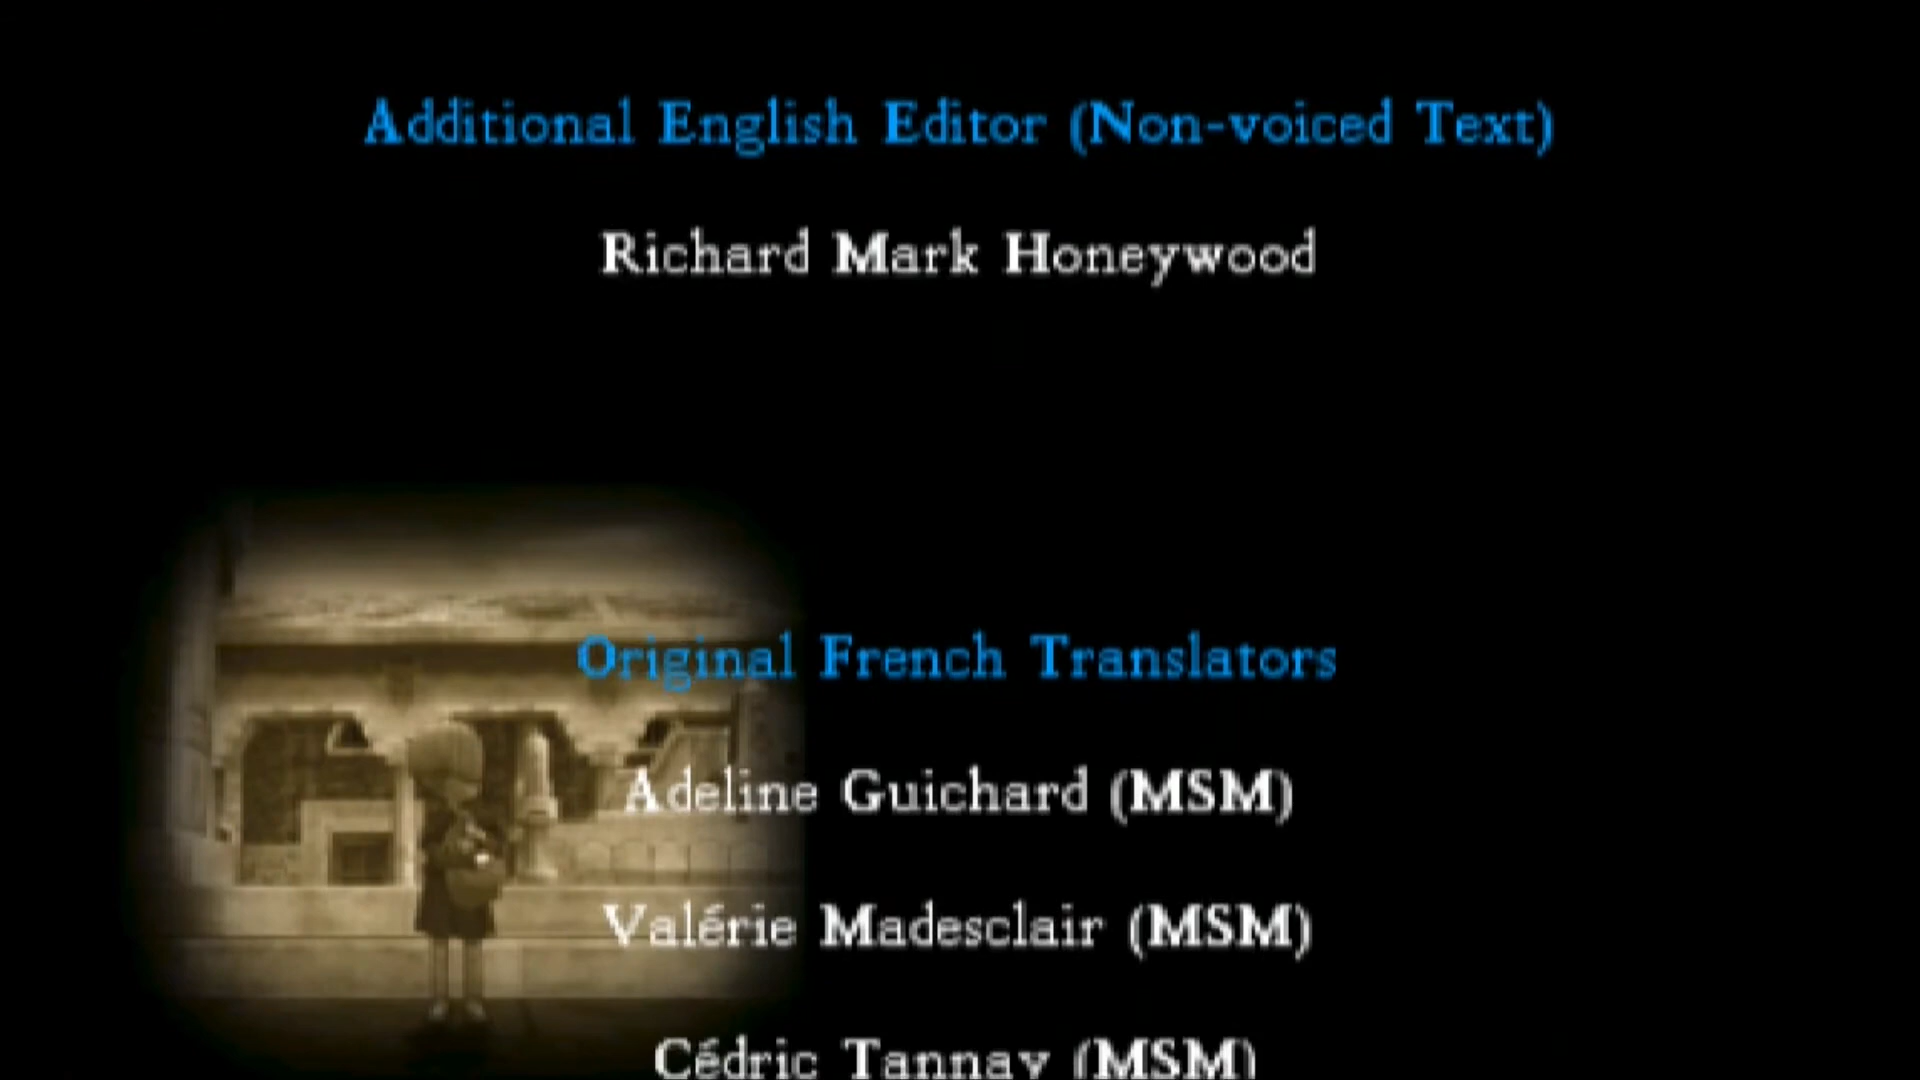 Additional English Editor (Non-voiced Text)
Richard Mark Honeywood
Original French Translators
Adeline Guichard (MSM)
Valérie Madesclair (MSM)
Cédric Tannay (MSM)